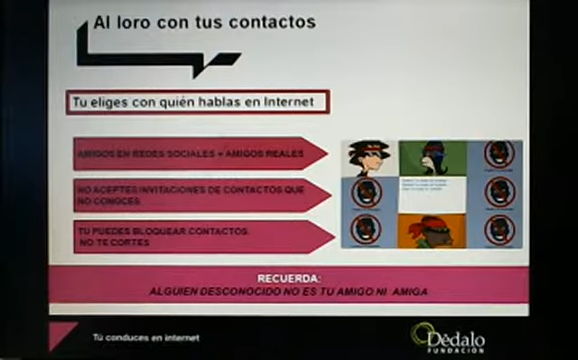 Al loro con tus contactos
Tu eliges con quién hablas en Internet
AMIGOS EN REDES SOCIALES = AMIGOS REALES
NO ACEPTES INVITACIONES DE CONTACTOS QUE
NO CONOCES
TU PUEDES BLOQUEAR CONTACTOS.
NO TE CORTES
RECUERDA:
ALGUIEN DESCONOCIDO NO ES TU AMIGO NI AMIGA
Tú conduces en internet
Dédalo
FUNDACIÓN